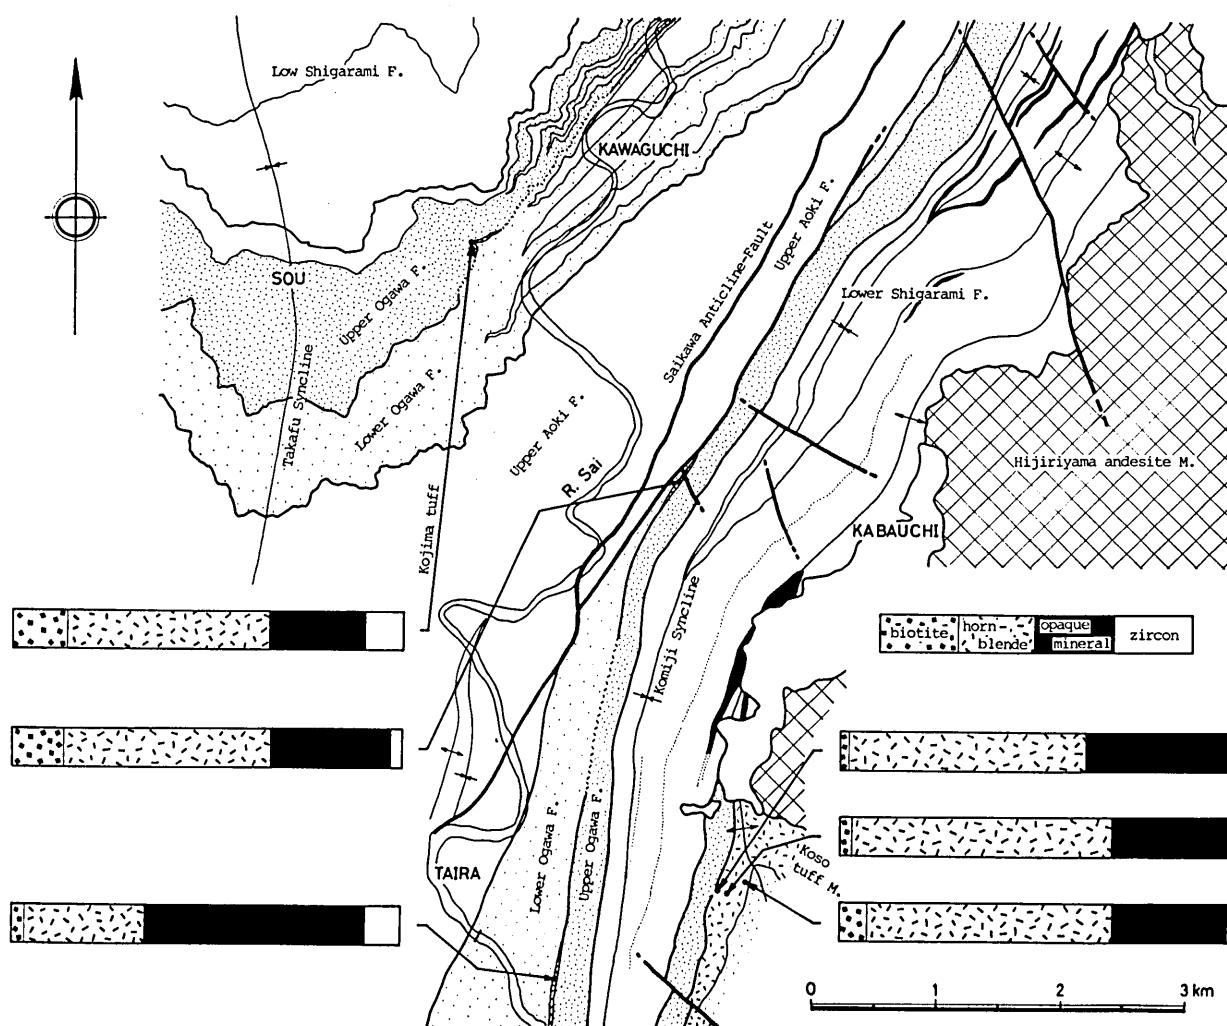 Low Shigarami F.
KAWAGUCHI
SOU
Upper Ogawa F.
Lower Ogawa F.
Takafu Syncline
Kojima tuff
Upper Aoki F.
R. Sai
Saikawa Anticline-Fault
Upper Aoki F.
Lower Shigarami F.
Hijiriyama andesite M.
KABAUCHI
Komiji Syncline
biotite
horn-
blende
opaque
mineral
zircon
TAIRA
Lower Ogawa F.
Upper Ogawa F.
Koso
tuff M.
0 1 2 3 km